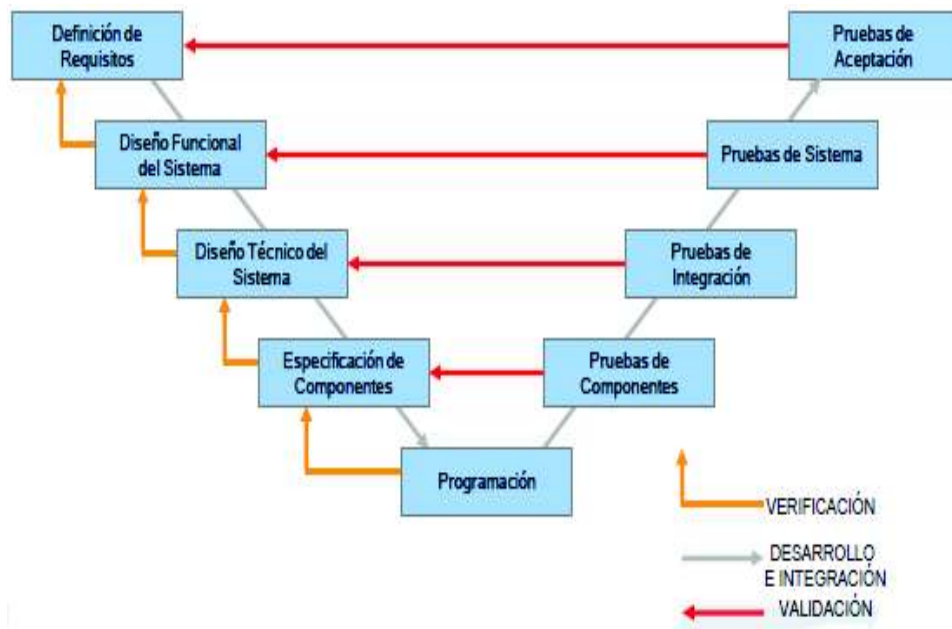 Definición de
Requisitos
Pruebas de
Aceptación
Diseño Funcional
del Sistema
Pruebas de Sistema
Diseño Técnico del
Sistema
Pruebas de
Integración
Especificación de
Componentes
Pruebas de
Componentes
Programación
VERIFICACIÓN
DESARROLLO
E INTEGRACIÓN
VALIDACIÓN